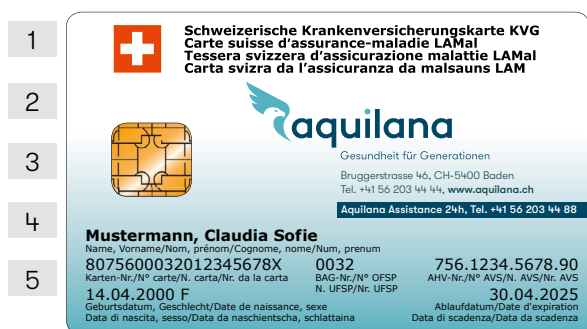 1
Schweizerische Krankenversicherungskarte KVG
Carte suisse d'assurance-maladie LAMal
Tessera svizzera d'assicurazione malattie LAMal
Carta svizra da l'assicuranza da malsauns LAM
2
aquilana
Gesundheit für Generationen
3
Bruggerstrasse 46, CH-5400 Baden
Tel. +41 56 203 44 44, www.aquilana.ch
Aquilana Assistance 24h, Tel. +41 56 203 44 88
4
Mustermann, Claudia Sofie
Name, Vorname/Nom, prénom/Cognome, nome/Num, prenum
5
8075600032012345678X 0032 756.1234.5678.90
Karten-Nr./N° carte/N. carta/Nr. da la carta BAG-Nr./N° OFSP AHV-Nr./N° AVS/N. AVS/Nr. AVS
N. UFSP/Nr. UFSP
14.04.2000 F 30.04.2025
Geburtsdatum, Geschlecht/Date de naissance, sexe Ablaufdatum/Date d'expiration
Data di nascita, sesso/Data da naschientscha, schlattaina Data di scadenza/Data da scadenza